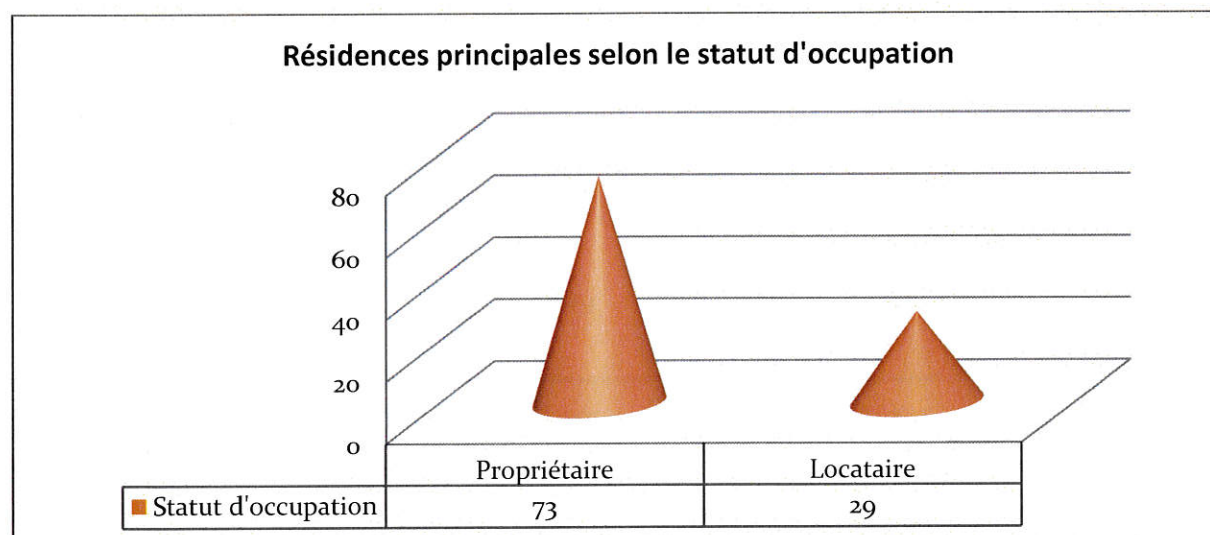 Résidences principales selon le statut d'occupation
80
60
40
20
0
Propriétaire Locataire
Statut d'occupation 73 29